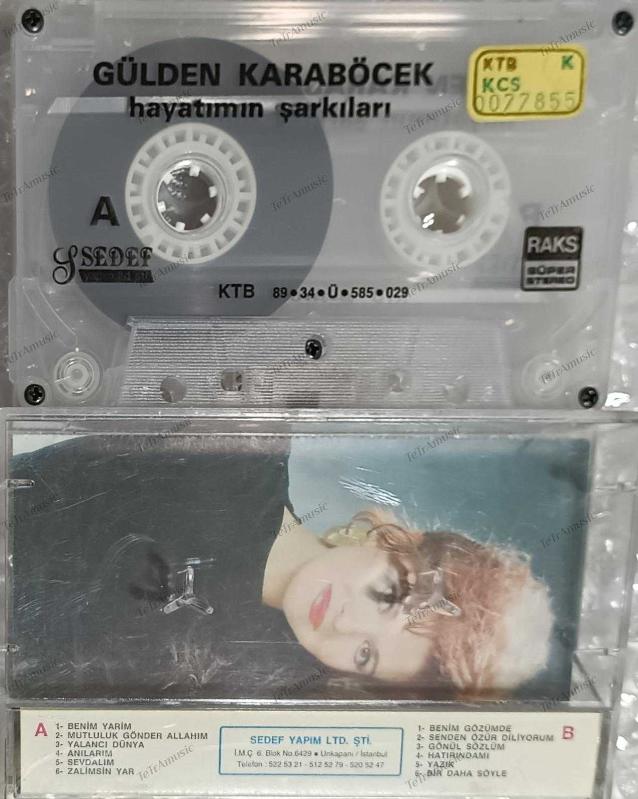 GÜLDEN KARABÖCEK
hayatımın şarkıları
KTB K
KCS
0077855
A
SEDEF
RAKS
SÜPER
STEREO
KTB 89•34•Ü•585•029
A
1- BENİM YARİM
2- MUTLULUK GÖNDER ALLAHIM
3- YALANCI DÜNYA
4- ANILARIM
5- SEVDALIM
6- ZALİMSİN YAR
SEDEF YAPIM LTD. ŞTİ.
İ.M.Ç. 6. Blok No.6429 • Unkapanı / İstanbul
Telefon : 522 53 21 - 512 52 79 - 520 52 47
B
1- BENİM GÖZÜMDE
2- SENDEN ÖZÜR DİLİYORUM
3- GÖNÜL SÖZLÜM
4- HATIRINDAMI
5- YAZIK
6- BİR DAHA SÖYLE
TeTrAmusic